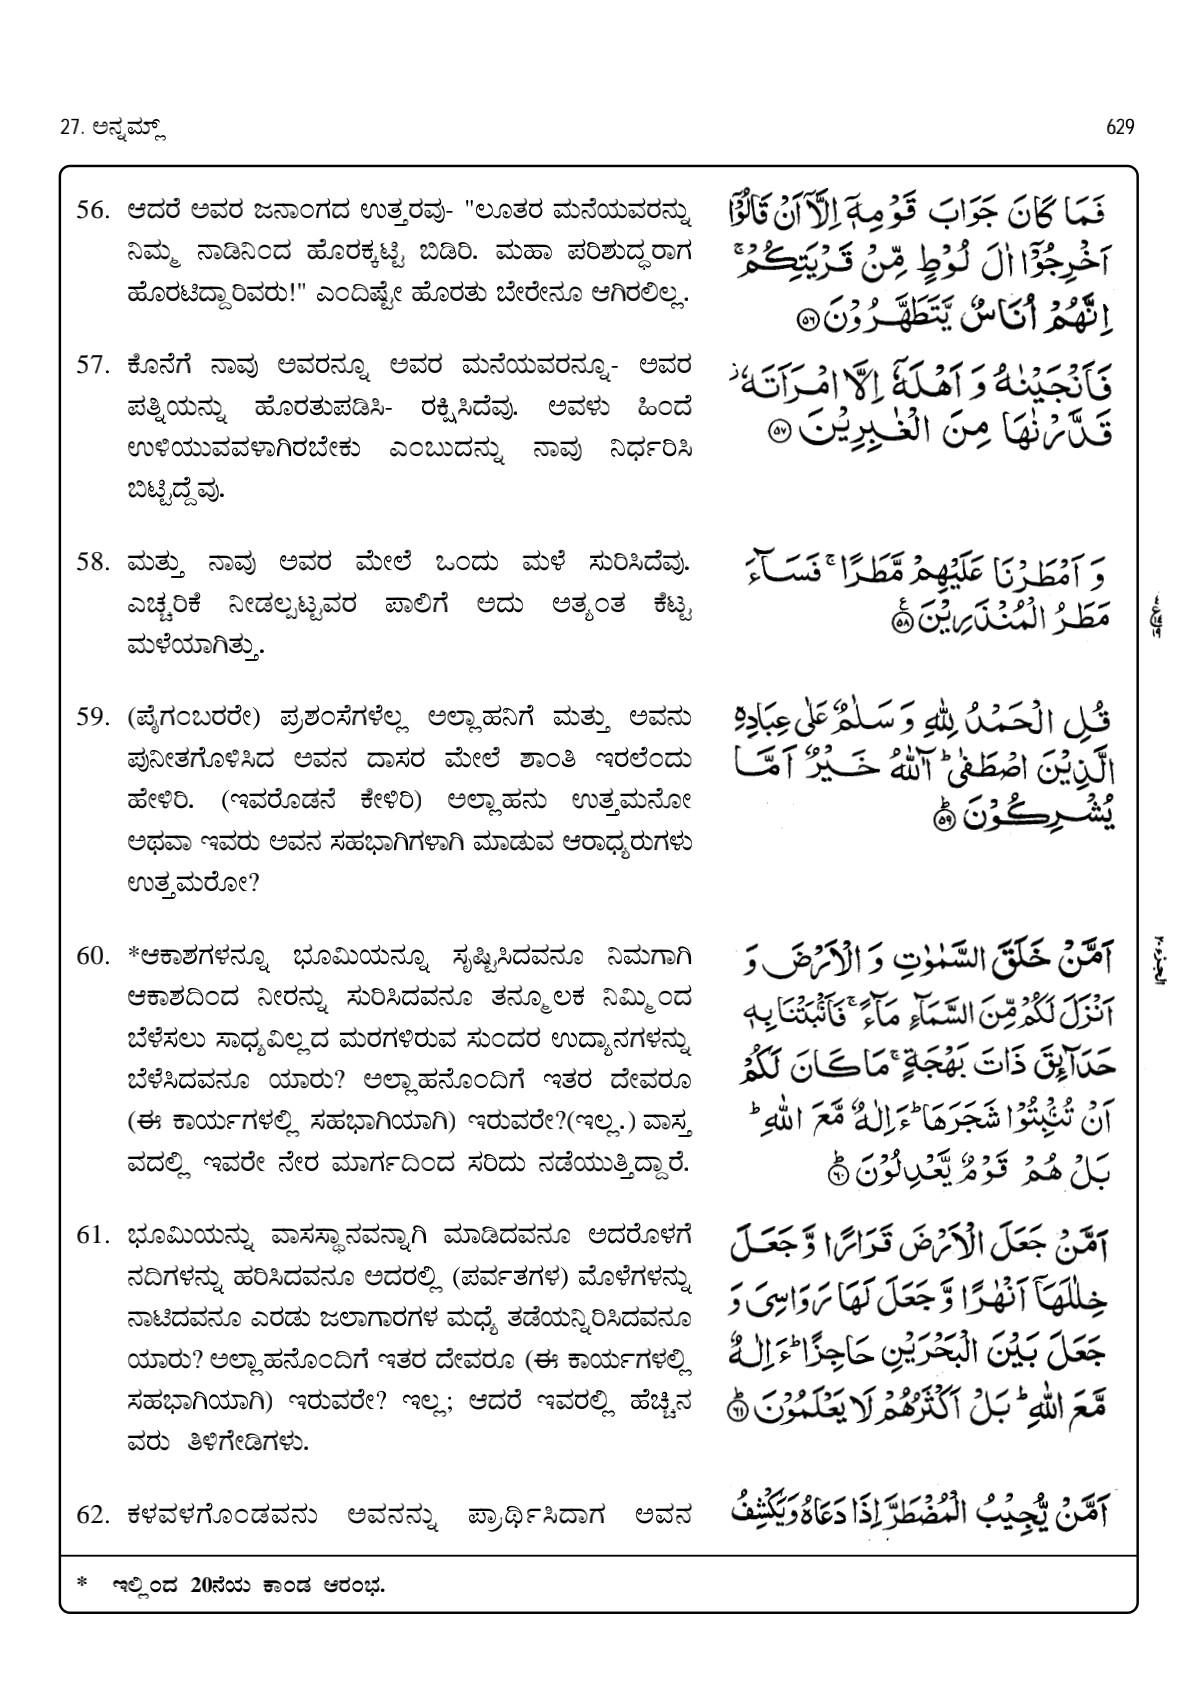 27. ಅನ್ನಮ್ಲ್
629
56. ಆದರೆ ಅವರ ಜನಾಂಗದ ಉತ್ತರವು- "ಲೂತರ ಮನೆಯವರನ್ನು
ನಿಮ್ಮ ನಾಡಿನಿಂದ ಹೊರಕ್ಕಟ್ಟಿ ಬಿಡಿರಿ. ಮಹಾ ಪರಿಶುದ್ಧರಾಗ
ಹೊರಟಿದ್ದಾರಿವರು!" ಎಂದಿಷ್ಟೇ ಹೊರತು ಬೇರೇನೂ ಆಗಿರಲಿಲ್ಲ.
فَمَا كَانَ جَوَابَ قَوْمِهٖۤ اِلَّاۤ اَنْ قَالُوْۤا
اَخْرِجُوْۤا اٰلَ لُوْطٍ مِّنْ قَرْيَتِكُمْ ۚ
اِنَّهُمْ اُنَاسٌ يَّتَطَهَّرُوْنَ ۝۵۶
57. ಕೊನೆಗೆ ನಾವು ಅವರನ್ನೂ ಅವರ ಮನೆಯವರನ್ನೂ- ಅವರ
ಪತ್ನಿಯನ್ನು ಹೊರತುಪಡಿಸಿ- ರಕ್ಷಿಸಿದೆವು. ಅವಳು ಹಿಂದೆ
ಉಳಿಯುವವಳಾಗಿರಬೇಕು ಎಂಬುದನ್ನು ನಾವು ನಿರ್ಧರಿಸಿ
ಬಿಟ್ಟಿದ್ದೆವು.
فَاَنْجَيْنٰهُ وَ اَهْلَهٗۤ اِلَّا امْرَاَتَهٗ ؗ
قَدَّرْنٰهَا مِنَ الْغٰبِرِيْنَ ۝۵۷
58. ಮತ್ತು ನಾವು ಅವರ ಮೇಲೆ ಒಂದು ಮಳೆ ಸುರಿಸಿದೆವು.
ಎಚ್ಚರಿಕೆ ನೀಡಲ್ಪಟ್ಟವರ ಪಾಲಿಗೆ ಅದು ಅತ್ಯಂತ ಕೆಟ್ಟ
ಮಳೆಯಾಗಿತ್ತು.
وَ اَمْطَرْنَا عَلَيْهِمْ مَّطَرًا ۚ فَسَآءَ
مَطَرُ الْمُنْذَرِيْنَ ۝۵۸
59. (ಪೈಗಂಬರರೇ) ಪ್ರಶಂಸೆಗಳೆಲ್ಲ ಅಲ್ಲಾಹನಿಗೆ ಮತ್ತು ಅವನು
ಪುನೀತಗೊಳಿಸಿದ ಅವನ ದಾಸರ ಮೇಲೆ ಶಾಂತಿ ಇರಲೆಂದು
ಹೇಳಿರಿ. (ಇವರೊಡನೆ ಕೇಳಿರಿ) ಅಲ್ಲಾಹನು ಉತ್ತಮನೋ
ಅಥವಾ ಇವರು ಅವನ ಸಹಭಾಗಿಗಳಾಗಿ ಮಾಡುವ ಆರಾಧ್ಯರುಗಳು
ಉತ್ತಮರೋ?
قُلِ الْحَمْدُ لِلّٰهِ وَ سَلٰمٌ عَلٰى عِبَادِهِ
الَّذِيْنَ اصْطَفٰى ؕ آٰللّٰهُ خَيْرٌ اَمَّا
يُشْرِكُوْنَ ۝۵۹ؕ
60. *ಆಕಾಶಗಳನ್ನೂ ಭೂಮಿಯನ್ನೂ ಸೃಷ್ಟಿಸಿದವನೂ ನಿಮಗಾಗಿ
ಆಕಾಶದಿಂದ ನೀರನ್ನು ಸುರಿಸಿದವನೂ ತನ್ಮೂಲಕ ನಿಮ್ಮಿಂದ
ಬೆಳೆಸಲು ಸಾಧ್ಯವಿಲ್ಲದ ಮರಗಳಿರುವ ಸುಂದರ ಉದ್ಯಾನಗಳನ್ನು
ಬೆಳೆಸಿದವನೂ ಯಾರು? ಅಲ್ಲಾಹನೊಂದಿಗೆ ಇತರ ದೇವರೂ
(ಈ ಕಾರ್ಯಗಳಲ್ಲಿ ಸಹಭಾಗಿಯಾಗಿ) ಇರುವರೇ?(ಇಲ್ಲ.) ವಾಸ್ತ
ವದಲ್ಲಿ ಇವರೇ ನೇರ ಮಾರ್ಗದಿಂದ ಸರಿದು ನಡೆಯುತ್ತಿದ್ದಾರೆ.
اَمَّنْ خَلَقَ السَّمٰوٰتِ وَ الْاَرْضَ وَ
اَنْزَلَ لَكُمْ مِّنَ السَّمَآءِ مَآءً ۚ فَاَنْۢبَتْنَا بِهٖ
حَدَآئِقَ ذَاتَ بَهْجَةٍ ۚ مَا كَانَ لَكُمْ
اَنْ تُنْۢبِتُوْا شَجَرَهَا ؕ ءَاِلٰهٌ مَّعَ اللّٰهِ ؕ
بَلْ هُمْ قَوْمٌ يَّعْدِلُوْنَ ۝۶۰ؕ
61. ಭೂಮಿಯನ್ನು ವಾಸಸ್ಥಾನವನ್ನಾಗಿ ಮಾಡಿದವನೂ ಅದರೊಳಗೆ
ನದಿಗಳನ್ನು ಹರಿಸಿದವನೂ ಅದರಲ್ಲಿ (ಪರ್ವತಗಳ) ಮೊಳೆಗಳನ್ನು
ನಾಟಿದವನೂ ಎರಡು ಜಲಾಗಾರಗಳ ಮಧ್ಯೆ ತಡೆಯನ್ನಿರಿಸಿದವನೂ
ಯಾರು? ಅಲ್ಲಾಹನೊಂದಿಗೆ ಇತರ ದೇವರೂ (ಈ ಕಾರ್ಯಗಳಲ್ಲಿ
ಸಹಭಾಗಿಯಾಗಿ) ಇರುವರೇ? ಇಲ್ಲ; ಆದರೆ ಇವರಲ್ಲಿ ಹೆಚ್ಚಿನ
ವರು ತಿಳಿಗೇಡಿಗಳು.
اَمَّنْ جَعَلَ الْاَرْضَ قَرَارًا وَّ جَعَلَ
خِلٰلَهَاۤ اَنْهٰرًا وَّ جَعَلَ لَهَا رَوَاسِىَ وَ
جَعَلَ بَيْنَ الْبَحْرَيْنِ حَاجِزًا ؕ ءَاِلٰهٌ
مَّعَ اللّٰهِ ؕ بَلْ اَكْثَرُهُمْ لَا يَعْلَمُوْنَ ۝۶۱ؕ
62. ಕಳವಳಗೊಂಡವನು ಅವನನ್ನು ಪ್ರಾರ್ಥಿಸಿದಾಗ ಅವನ
اَمَّنْ يُّجِيْبُ الْمُضْطَرَّ اِذَا دَعَاهُ وَ يَكْشِفُ
الجزء ۲۰
* ಇಲ್ಲಿಂದ 20ನೆಯ ಕಾಂಡ ಆರಂಭ.